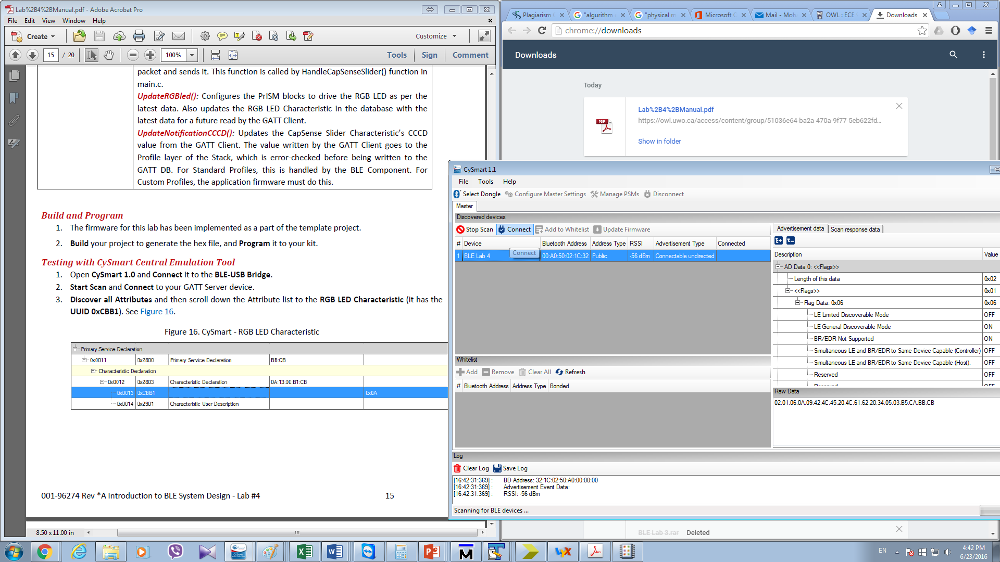 Lab%2B4%2BManual.pdf - Adobe Acrobat Pro
File Edit View Window Help
Create Customize
15 / 20 100% Tools Sign Comment
packet and sends it. This function is called by HandleCapSenseSlider() function in
main.c.
UpdateRGBled(): Configures the PrISM blocks to drive the RGB LED as per the
latest data. Also updates the RGB LED Characteristic in the database with the
latest data for a future read by the GATT Client.
UpdateNotificationCCCD(): Updates the CapSense Slider Characteristic's CCCD
value from the GATT Client. The value written by the GATT Client goes to the
Profile layer of the Stack, which is error-checked before being written to the
GATT DB. For Standard Profiles, this is handled by the BLE Component. For
Custom Profiles, the application firmware must do this.
Build and Program
1. The firmware for this lab has been implemented as a part of the template project.
2. Build your project to generate the hex file, and Program it to your kit.
Testing with CySmart Central Emulation Tool
1. Open CySmart 1.0 and Connect it to the BLE-USB Bridge.
2. Start Scan and Connect to your GATT Server device.
3. Discover all Attributes and then scroll down the Attribute list to the RGB LED Characteristic (it has the
UUID 0xCBB1). See Figure 16.
Figure 16. CySmart - RGB LED Characteristic
Primary Service Declaration
0x0011 0x2800 Primary Service Declaration BB:CB
Characteristic Declaration
0x0012 0x2803 Characteristic Declaration 0A:13:00:B1:CB
0x0013 0xCBB1 0x0A
0x0014 0x2901 Characteristic User Description
001-96274 Rev *A Introduction to BLE System Design - Lab #4 15
8.50 x 11.00 in
Plagiarism "algorithm "physical m Microsoft C Mail - Moh OWL : ECE Downloads
chrome://downloads
Downloads
Today
Lab%2B4%2BManual.pdf
https://owl.uwo.ca/access/content/group/51036e64-ba2a-470a-9f77-5eb622fd...
Show in folder
CySmart 1.1
File Tools Help
Select Dongle Configure Master Settings Manage PSMs Disconnect
Master
Discovered devices
Stop Scan Connect Add to Whitelist Update Firmware
# Device Bluetooth Address Address Type RSSI Advertisement Type Connected
1 BLE Lab 4 00:A0:50:02:1C:32 Public -56 dBm Connectable undirected
Connect
Whitelist
Add Remove Clear All Refresh
# Bluetooth Address Address Type Bonded
Advertisement data Scan response data
Description Value
AD Data 0: <<Flags>>
Length of this data 0x02
<<Flags>> 0x01
Flag Data: 0x06 0x06
LE Limited Discoverable Mode OFF
LE General Discoverable Mode ON
BR/EDR Not Supported ON
Simultaneous LE and BR/EDR to Same Device Capable (Controller) OFF
Simultaneous LE and BR/EDR to Same Device Capable (Host). OFF
Reserved OFF
Raw Data
02:01:06:0A:09:42:4C:45:20:4C:61:62:20:34:05:03:B5:CA:BB:CB
Log
Clear Log Save Log
[16:42:31:369] : BD Address: 32:1C:02:50:A0:00:00:00
[16:42:31:369] : Advertisement Event Data:
[16:42:31:369] : RSSI: -56 dBm
Scanning for BLE devices ...
BLE Lab 3.rar Deleted
EN 4:42 PM
6/23/2016